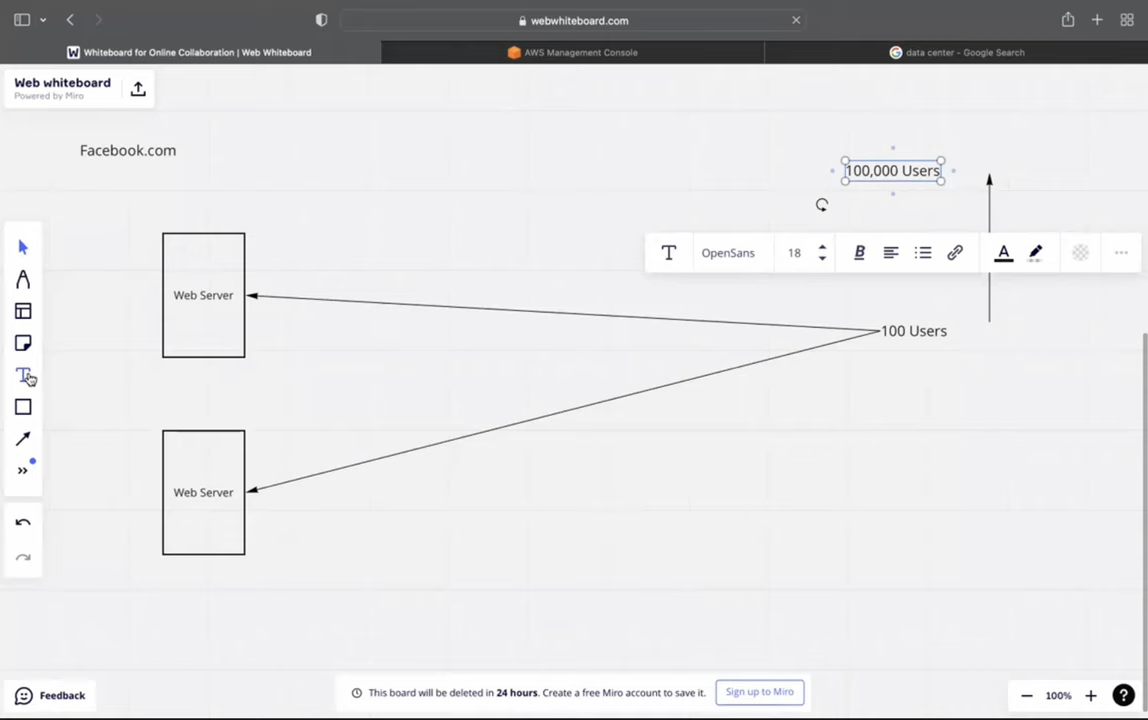 webwhiteboard.com
Whiteboard for Online Collaboration | Web Whiteboard
AWS Management Console
data center - Google Search
Web whiteboard
Powered by Miro
Facebook.com
100,000 Users
OpenSans
18
Web Server
100 Users
Web Server
Feedback
This board will be deleted in 24 hours. Create a free Miro account to save it.
Sign up to Miro
100%